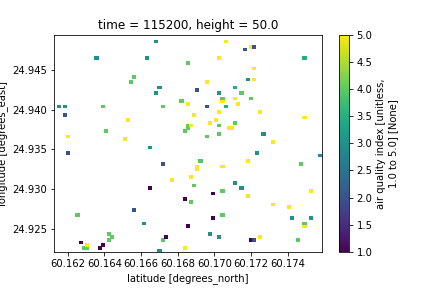 time = 115200, height = 50.0
24.945
24.940
24.935
24.930
24.925
longitude [degrees_east]
60.162 60.164 60.166 60.168 60.170 60.172 60.174
latitude [degrees_north]
5.0
4.5
4.0
3.5
3.0
2.5
2.0
1.5
1.0
air quality index [unitless,
1.0 to 5.0] [None]